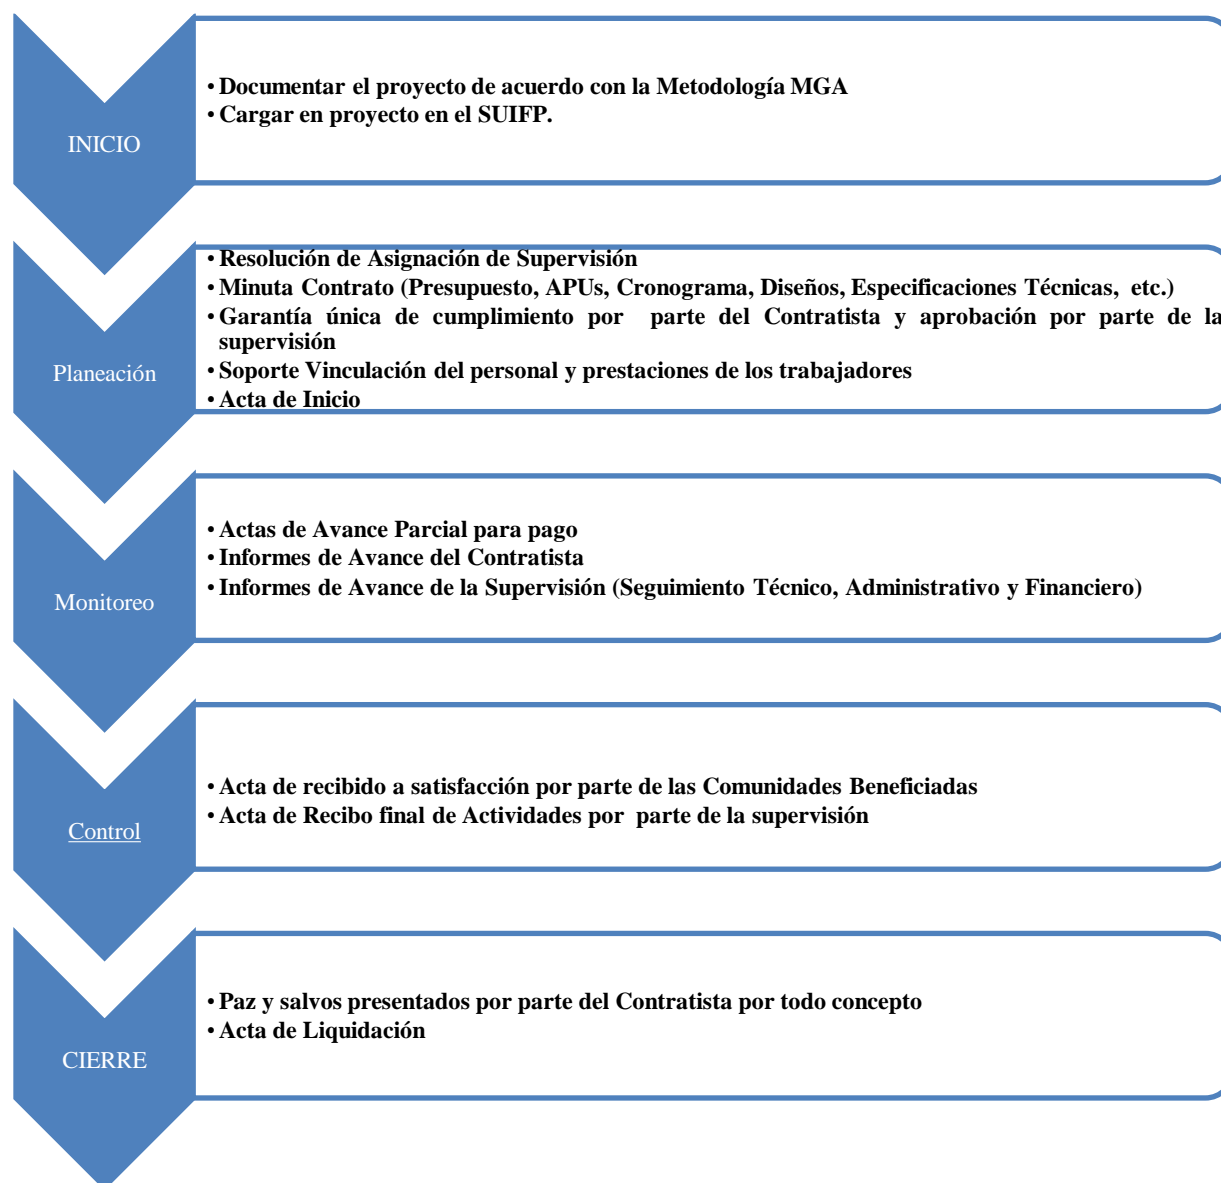 INICIO
• Documentar el proyecto de acuerdo con la Metodología MGA
• Cargar en proyecto en el SUIFP.
Planeación
• Resolución de Asignación de Supervisión
• Minuta Contrato (Presupuesto, APUs, Cronograma, Diseños, Especificaciones Técnicas, etc.)
• Garantía única de cumplimiento por parte del Contratista y aprobación por parte de la
supervisión
• Soporte Vinculación del personal y prestaciones de los trabajadores
• Acta de Inicio
Monitoreo
• Actas de Avance Parcial para pago
• Informes de Avance del Contratista
• Informes de Avance de la Supervisión (Seguimiento Técnico, Administrativo y Financiero)
Control
• Acta de recibido a satisfacción por parte de las Comunidades Beneficiadas
• Acta de Recibo final de Actividades por parte de la supervisión
CIERRE
• Paz y salvos presentados por parte del Contratista por todo concepto
• Acta de Liquidación